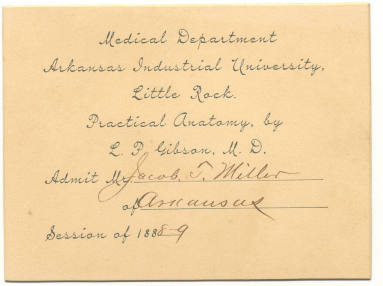 Medical Department
Arkansas Industrial University,
Little Rock.
Practical Anatomy, by
L. P. Gibson, M. D.
Admit Mr Jacob. T. Miller
of Arkansas
Session of 1888-9